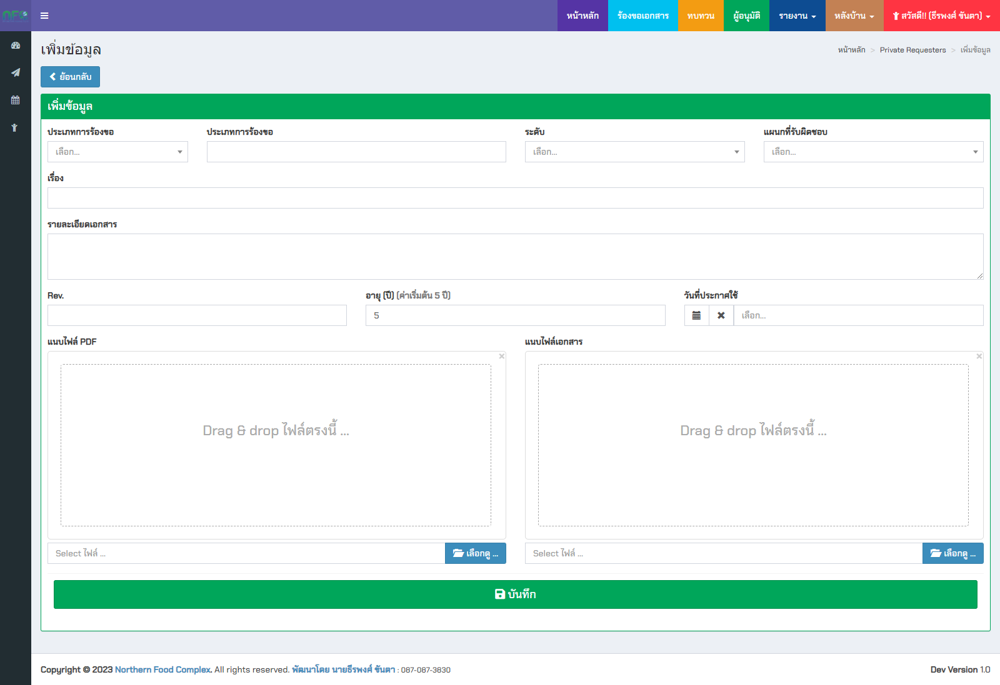 NFC
หน้าหลัก ร้องขอเอกสาร ทบทวน ผู้อนุมัติ รายงาน หลังบ้าน สวัสดี!! (ธีรพงศ์ ขันตา)
เพิ่มข้อมูล
หน้าหลัก > Private Requesters > เพิ่มข้อมูล
ย้อนกลับ
เพิ่มข้อมูล
ประเภทการร้องขอ ประเภทการร้องขอ ระดับ แผนกที่รับผิดชอบ
เลือก... เลือก... เลือก...
เรื่อง
รายละเอียดเอกสาร
Rev. อายุ (ปี) (ค่าเริ่มต้น 5 ปี) วันที่ประกาศใช้
5 เลือก...
แนบไฟล์ PDF แนบไฟล์เอกสาร
Drag & drop ไฟล์ตรงนี้ ... Drag & drop ไฟล์ตรงนี้ ...
Select ไฟล์ ... เลือกดู ... Select ไฟล์ ... เลือกดู ...
บันทึก
Copyright © 2023 Northern Food Complex. All rights reserved. พัฒนาโดย นายธีรพงศ์ ขันตา : 087-087-3830 Dev Version 1.0